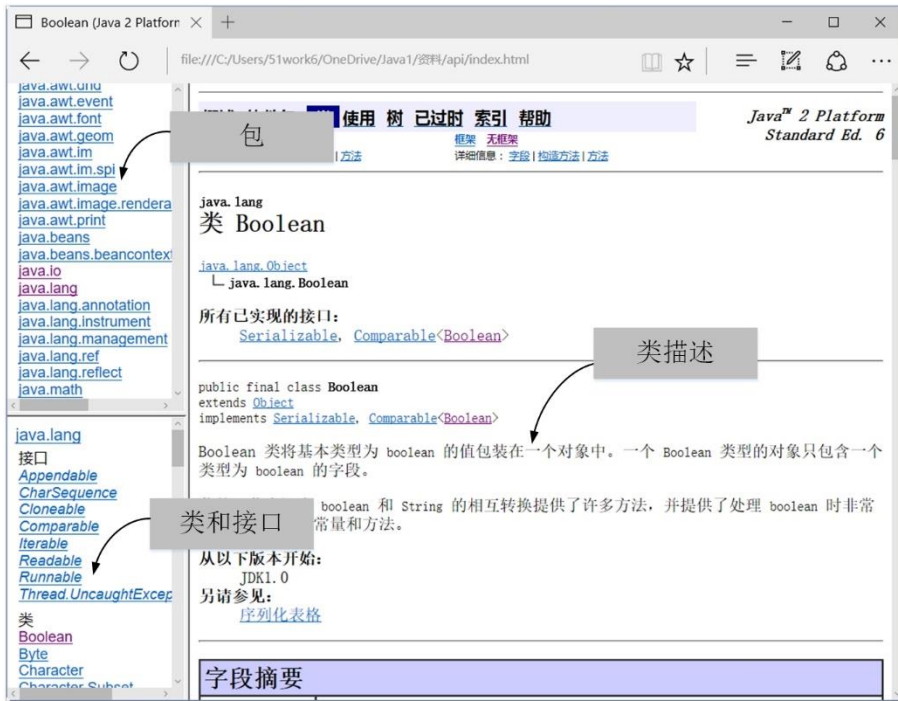 Boolean (Java 2 Platforn
file:///C:/Users/51work6/OneDrive/Java1/资料/api/index.html
java.awt.dnd
java.awt.event
java.awt.font
java.awt.geom
java.awt.im
java.awt.im.spi
java.awt.image
java.awt.image.rendera
java.awt.print
java.beans
java.beans.beancontext
java.io
java.lang
java.lang.annotation
java.lang.instrument
java.lang.management
java.lang.ref
java.lang.reflect
java.math
包
java.lang
接口
Appendable
CharSequence
Cloneable
Comparable
Iterable
Readable
Runnable
Thread.UncaughtExcep
类
Boolean
Byte
Character
Character.Subset
类和接口
使用 树 已过时 索引 帮助
Java™ 2 Platform
Standard Ed. 6
框架 无框架
| 方法
详细信息: 字段 | 构造方法 | 方法
java.lang
类 Boolean
java.lang.Object
java.lang.Boolean
所有已实现的接口:
Serializable, Comparable<Boolean>
类描述
public final class Boolean
extends Object
implements Serializable, Comparable<Boolean>
Boolean 类将基本类型为 boolean 的值包装在一个对象中。一个 Boolean 类型的对象只包含一个
类型为 boolean 的字段。
boolean 和 String 的相互转换提供了许多方法，并提供了处理 boolean 时非常
常量和方法。
从以下版本开始:
JDK1.0
另请参见:
序列化表格
字段摘要